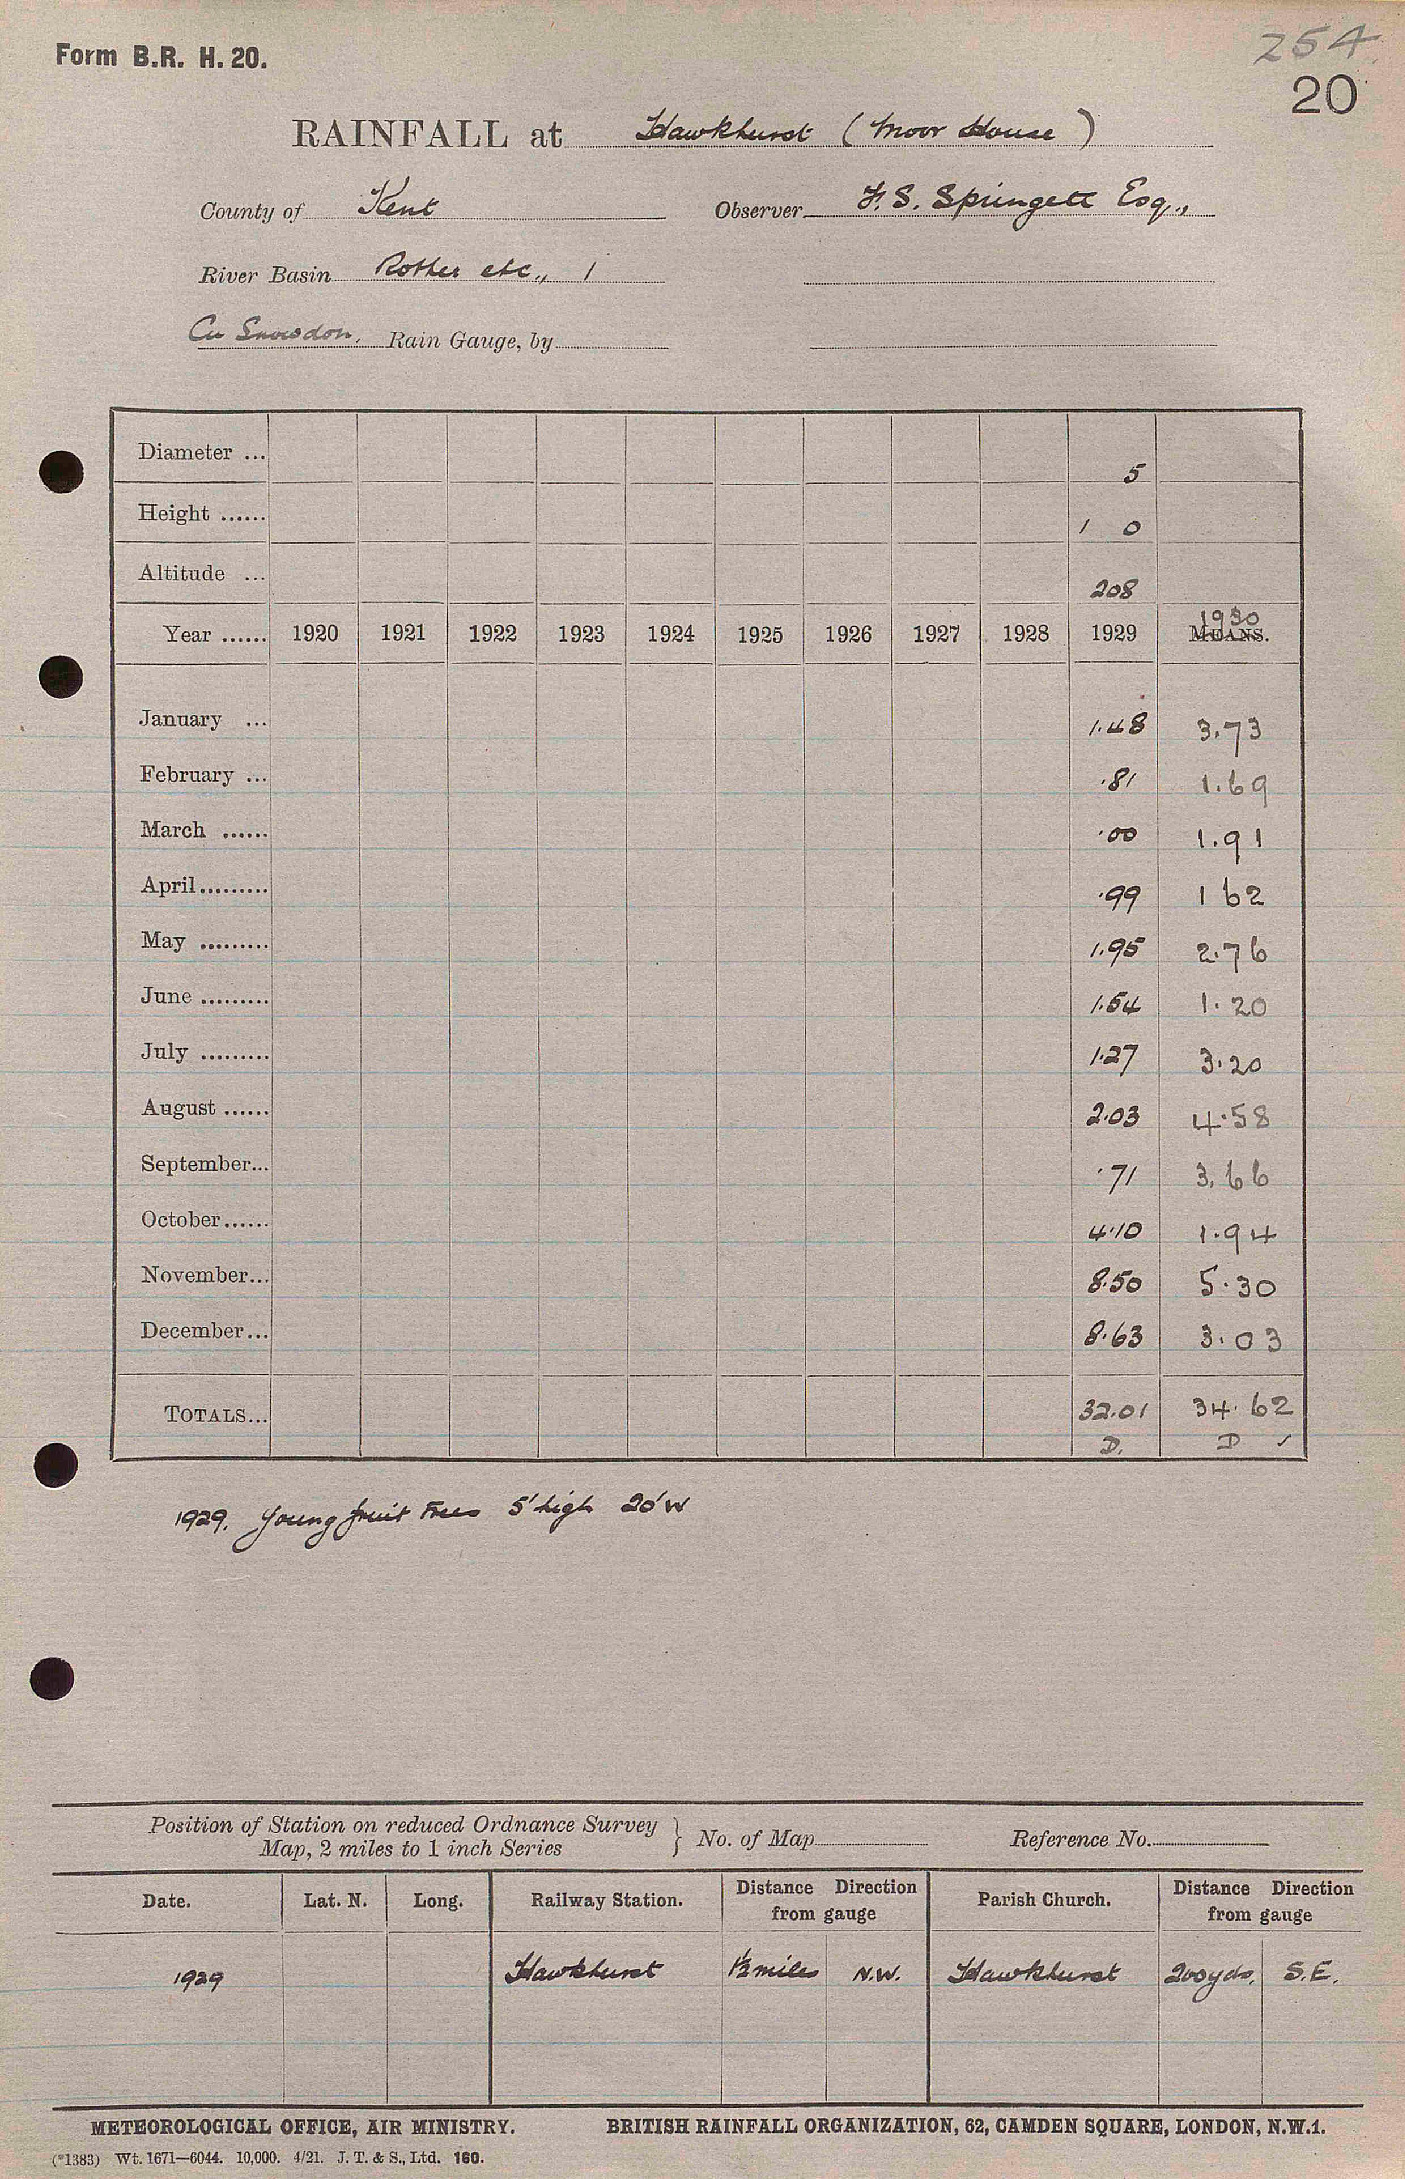 254
Form B.R. H. 20.
20
RAINFALL at Hawkhurst ( Moor House )
County of Kent Observer F. S. Springett Esq.,
River Basin Rother etc., 1
Cu Snowdon. Rain Gauge, by
Diameter ... 5
Height ...... 1 0
Altitude ... 208
Year ...... 1920 1921 1922 1923 1924 1925 1926 1927 1928 1929 1930 MEANS.
January ... 1.48 3.73
February ... .81 1.69
March ...... .00 1.91
April......... .99 1 62
May ......... 1.95 2.76
June ......... 1.54 1.20
July ......... 1.27 3.20
August ...... 2.03 4.58
September... .71 3.66
October...... 4.10 1.94
November... 8.50 5.30
December... 8.63 3.03
TOTALS... 32.01 34.62
D. D ✓
1929. Young fruit trees 5' high 20' W
Position of Station on reduced Ordnance Survey Map, 2 miles to 1 inch Series } No. of Map Reference No.
Date. Lat. N. Long. Railway Station. Distance Direction from gauge Parish Church. Distance Direction from gauge
1929 Hawkhurst 1½ miles N.W. Hawkhurst 200yds. S.E.
METEOROLOGICAL OFFICE, AIR MINISTRY. BRITISH RAINFALL ORGANIZATION, 62, CAMDEN SQUARE, LONDON, N.W.1.
(*1383) Wt. 1671—6044. 10,000. 4/21. J. T. & S., Ltd. 160.